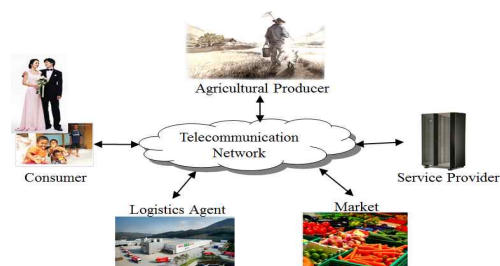 Agricultural Producer
Telecommunication
Network
Consumer
Service Provider
Logistics Agent
Market